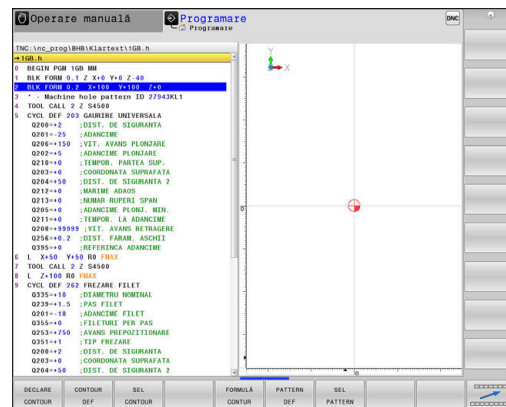 Operare manuală
Programare
Programare
DNC
TNC:\nc_prog\BHB\Klartext\1GB.h
→1GB.h
0 BEGIN PGM 1GB MM
1 BLK FORM 0.1 Z X+0 Y+0 Z-40
2 BLK FORM 0.2 X+100 Y+100 Z+0
3 * - Machine hole pattern ID 27943KL1
4 TOOL CALL 2 Z S4500
5 CYCL DEF 203 GAURIRE UNIVERSALA
Q200=+2 ;DIST. DE SIGURANTA
Q201=-25 ;ADANCIME
Q206=+150 ;VIT. AVANS PLONJARE
Q202=+5 ;ADANCIME PLONJARE
Q210=+0 ;TEMPOR. PARTEA SUP.
Q203=+0 ;COORDONATA SUPRAFATA
Q204=+50 ;DIST. DE SIGURANTA 2
Q212=+0 ;MARIME ADAOS
Q213=+0 ;NUMAR RUPERI SPAN
Q205=+0 ;ADANCIME PLONJ. MIN.
Q211=+0 ;TEMPOR. LA ADANCIME
Q208=+99999 ;VIT. AVANS RETRAGERE
Q256=+0.2 ;DIST. FARAM. ASCHII
Q395=+0 ;REFERINCA ADANCIME
6 L X+50 Y+50 R0 FMAX
7 TOOL CALL 2 Z S4500
8 L Z+100 R0 FMAX
9 CYCL DEF 262 FREZARE FILET
Q335=+10 ;DIAMETRU NOMINAL
Q239=+1.5 ;PAS FILET
Q201=-18 ;ADANCIME FILET
Q355=+0 ;FILETURI PER PAS
Q253=+750 ;AVANS PREPOZITIONARE
Q351=+1 ;TIP FREZARE
Q200=+2 ;DIST. DE SIGURANTA
Q203=+0 ;COORDONATA SUPRAFATA
Q204=+50 ;DIST. DE SIGURANTA 2
Y
X
0
0
DECLARE CONTOUR
CONTOUR DEF
SEL CONTOUR
FORMULĂ CONTUR
PATTERN DEF
SEL PATTERN